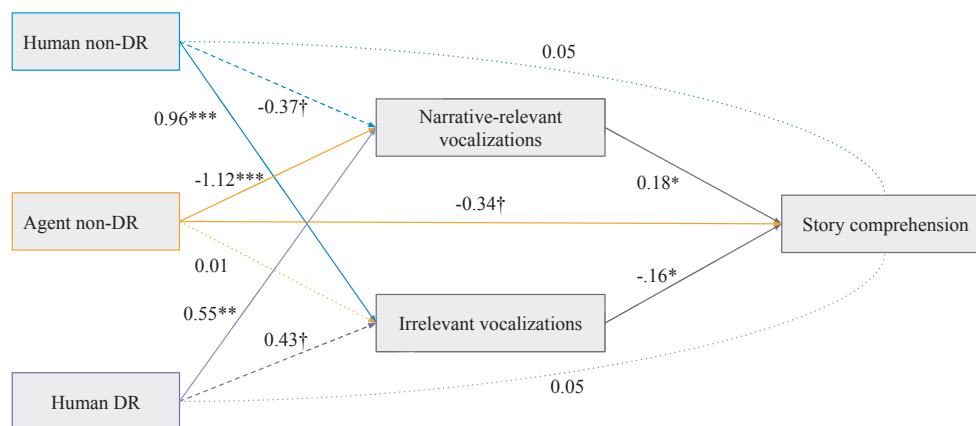 Human non-DR
0.05
0.96***
-0.37†
Narrative-relevant
vocalizations
-1.12***
0.18*
-0.34†
Agent non-DR
Story comprehension
0.01
-.16*
0.55**
Irrelevant vocalizations
0.43†
0.05
Human DR